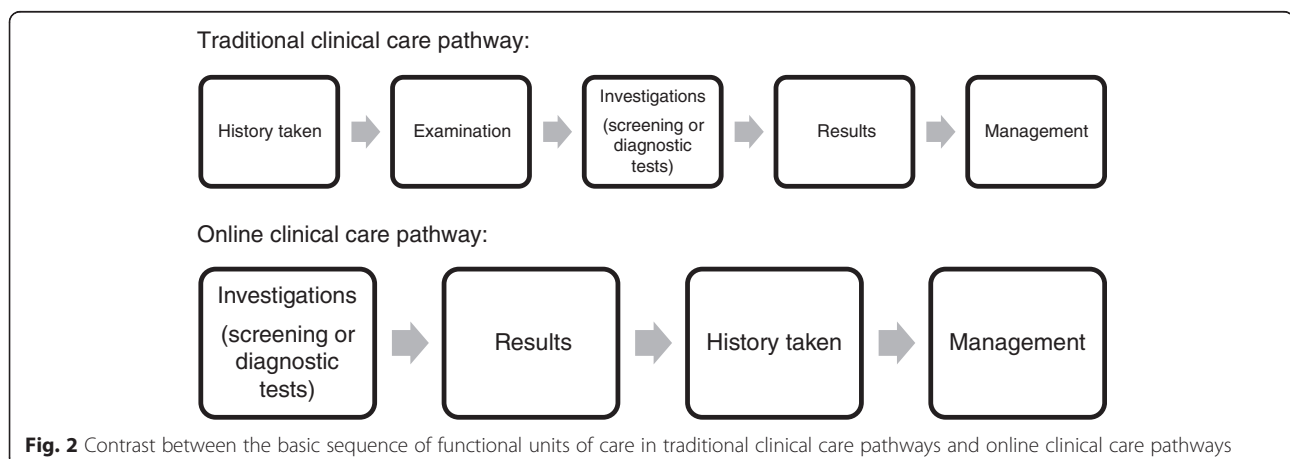 Traditional clinical care pathway:
History taken
Examination
Investigations
(screening or
diagnostic
tests)
Results
Management
Online clinical care pathway:
Investigations
(screening or
diagnostic
tests)
Results
History taken
Management
Fig. 2 Contrast between the basic sequence of functional units of care in traditional clinical care pathways and online clinical care pathways